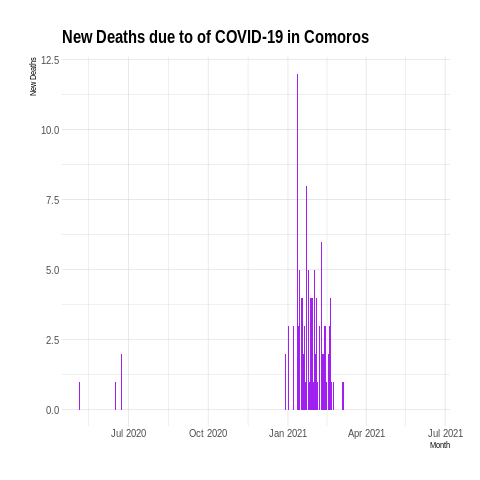 New Deaths due to of COVID-19 in Comoros
New Deaths
12.5
10.0
7.5
5.0
2.5
0.0
Jul 2020 Oct 2020 Jan 2021 Apr 2021 Jul 2021
Month